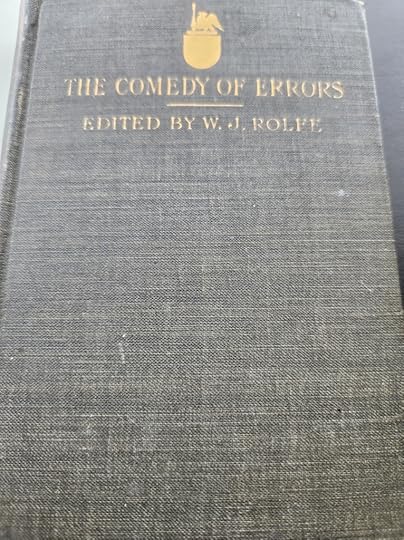 THE COMEDY OF ERRORS
EDITED BY W. J. ROLFE